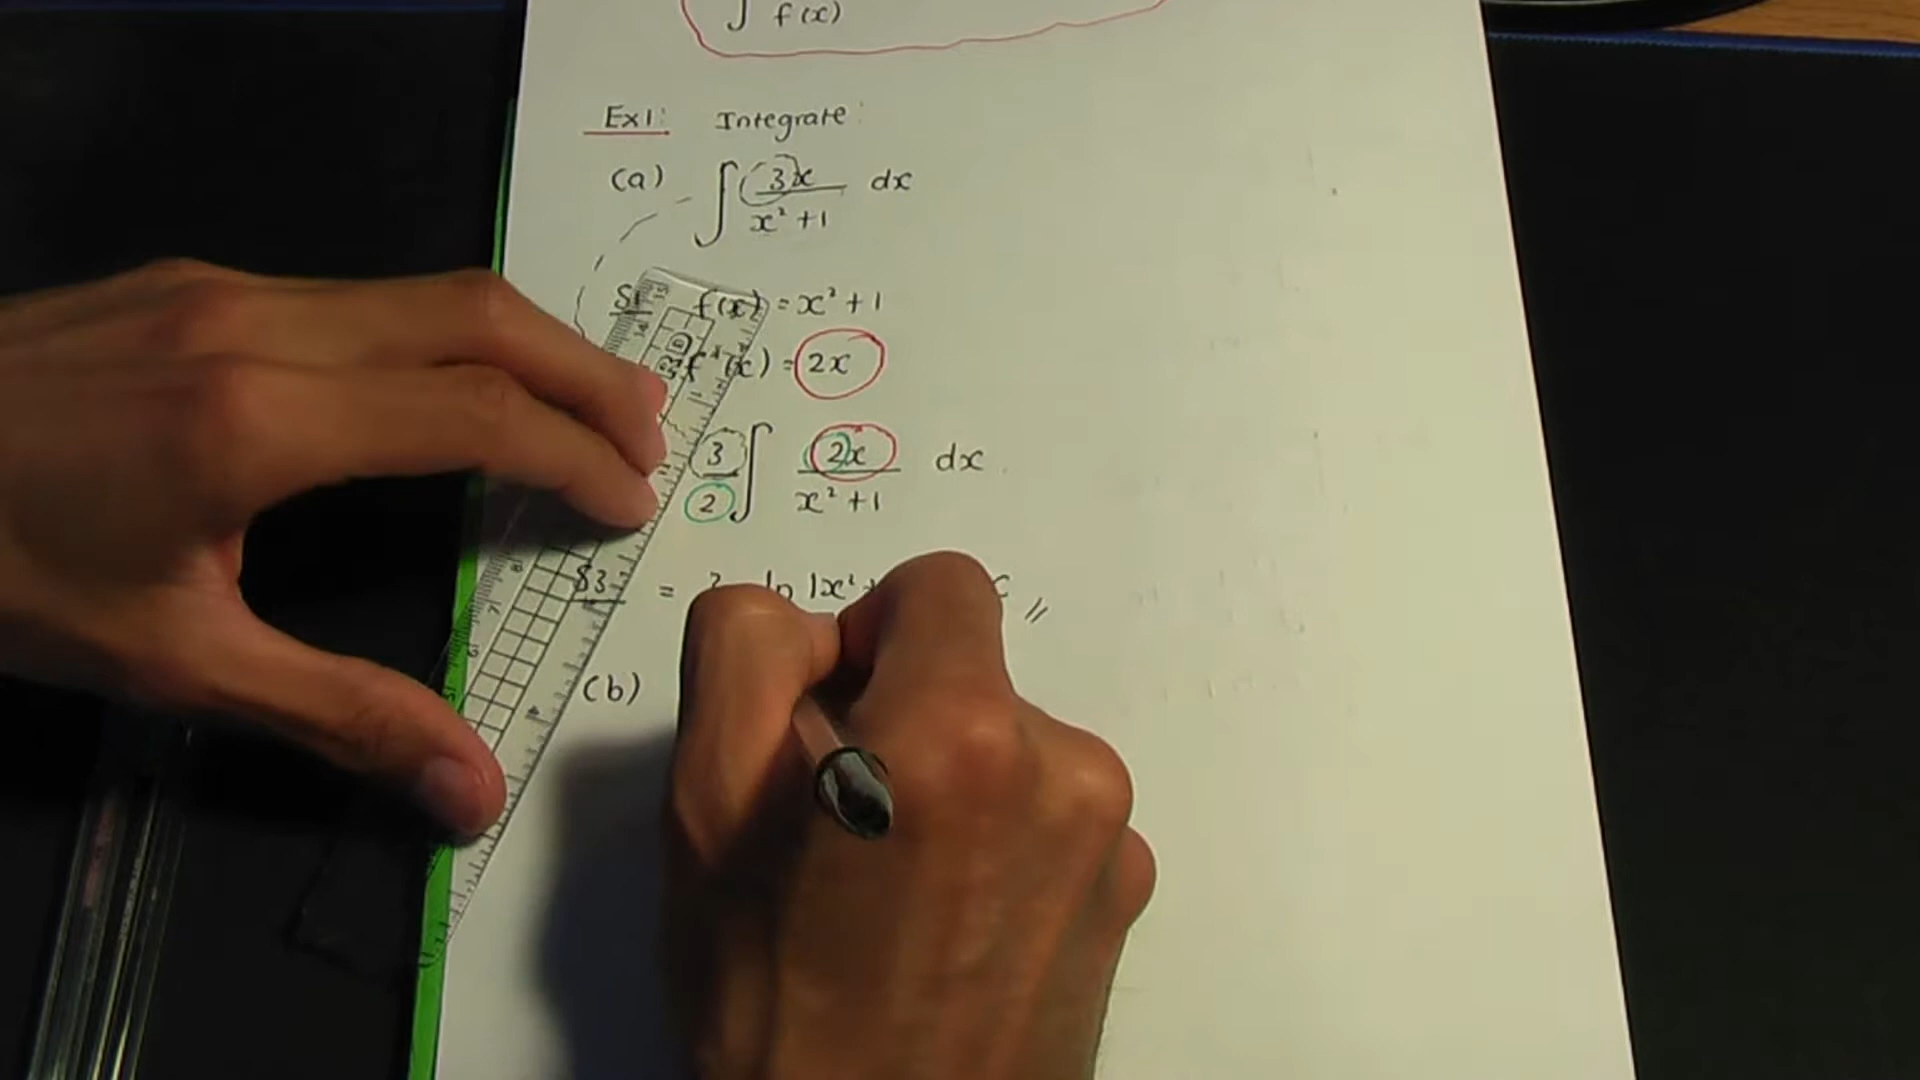 ∫ f(x)
Ex1: Integrate:
(a) ∫ 3x / x² + 1 dx
S1 f(x) = x² + 1
f'(x) = 2x
3/2 ∫ 2x / x² + 1 dx
S3 = ln |x² + C //
(b)